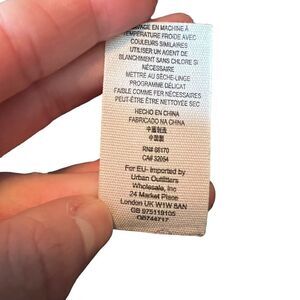 LAVAGE EN MACHINE À
TEMPÉRATURE FROIDE AVEC
COULEURS SIMILAIRES
UTILISER UN AGENT DE
BLANCHIMENT SANS CHLORE SI
NÉCESSAIRE
METTRE AU SÈCHE-LINGE
PROGRAMME DÉLICAT
FAIBLE COMME FER NÉCESSAIRES
PEUT-ÊTRE ÊTRE NETTOYÉE SEC
HECHO EN CHINA
FABRICADO NA CHINA
中國製造
中国製
RN# 66170
CA# 32054
For EU- Imported by
Urban Outfitters
Wholesale, Inc
24 Market Place
London UK W1W 8AN
GB 975119105
GB744717